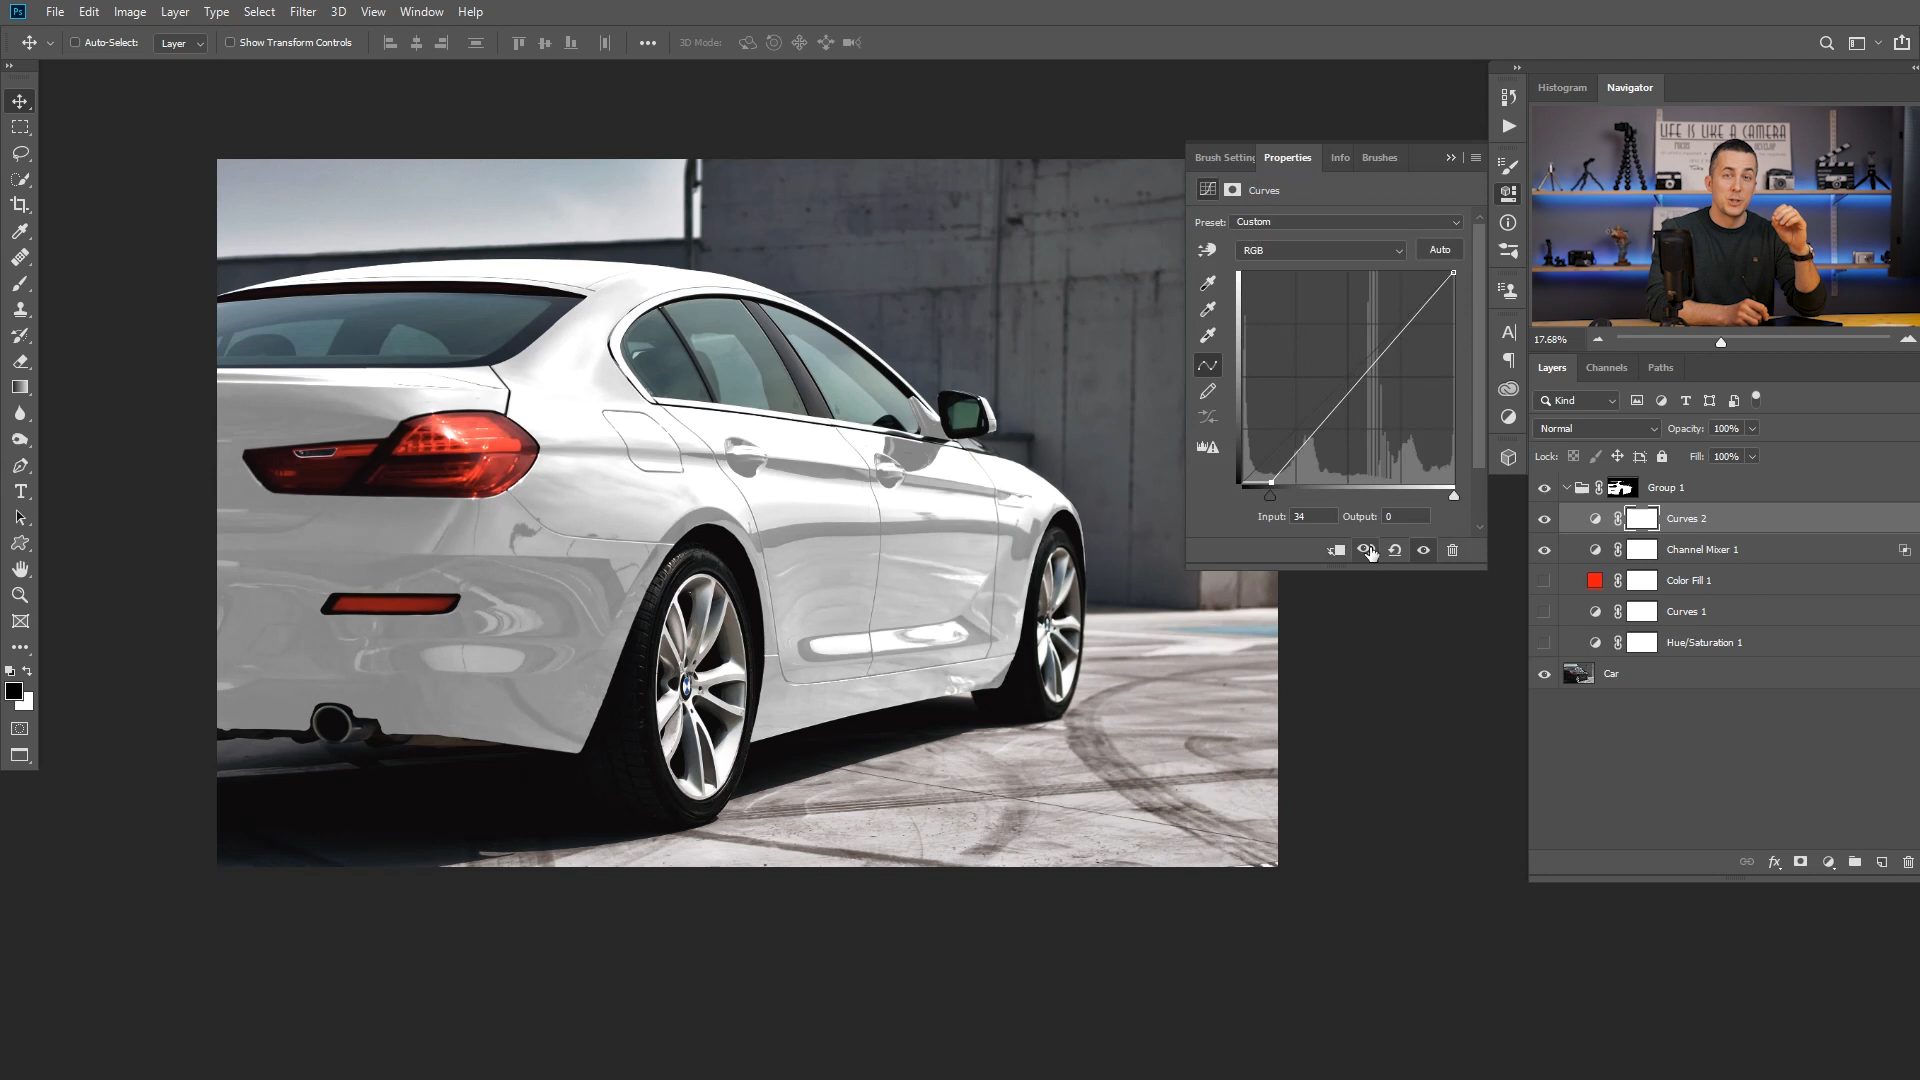 Ps File Edit Image Layer Type Select Filter 3D View Window Help
Auto-Select: Layer Show Transform Controls 3D Mode:
Histogram Navigator
LIFE IS LIKE A CAMERA
17.68%
Brush Setting Properties Info Brushes
Curves
Preset: Custom
RGB Auto
Input: 34 Output: 0
Layers Channels Paths
Kind
Normal Opacity: 100%
Lock: Fill: 100%
Group 1
Curves 2
Channel Mixer 1
Color Fill 1
Curves 1
Hue/Saturation 1
Car
fx